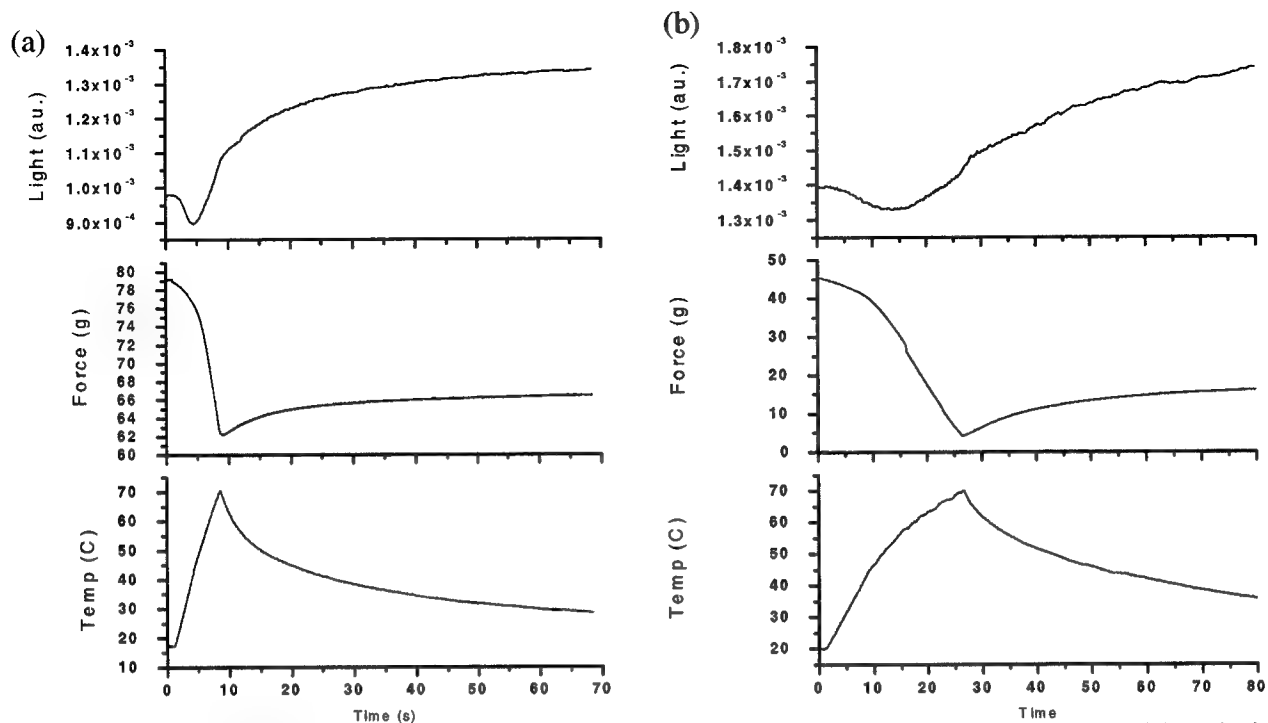 (a)
Light (au.)
1.4x10⁻³
1.3x10⁻³
1.2x10⁻³
1.1x10⁻³
1.0x10⁻³
9.0x10⁻⁴
Force (g)
80
78
76
74
72
70
68
66
64
62
60
Temp (C)
70
60
50
40
30
20
10
0 10 20 30 40 50 60 70
Time (s)
(b)
Light (au.)
1.8x10⁻³
1.7x10⁻³
1.6x10⁻³
1.5x10⁻³
1.4x10⁻³
1.3x10⁻³
Force (g)
50
40
30
20
10
0
Temp (C)
70
60
50
40
30
20
0 10 20 30 40 50 60 70 80
Time